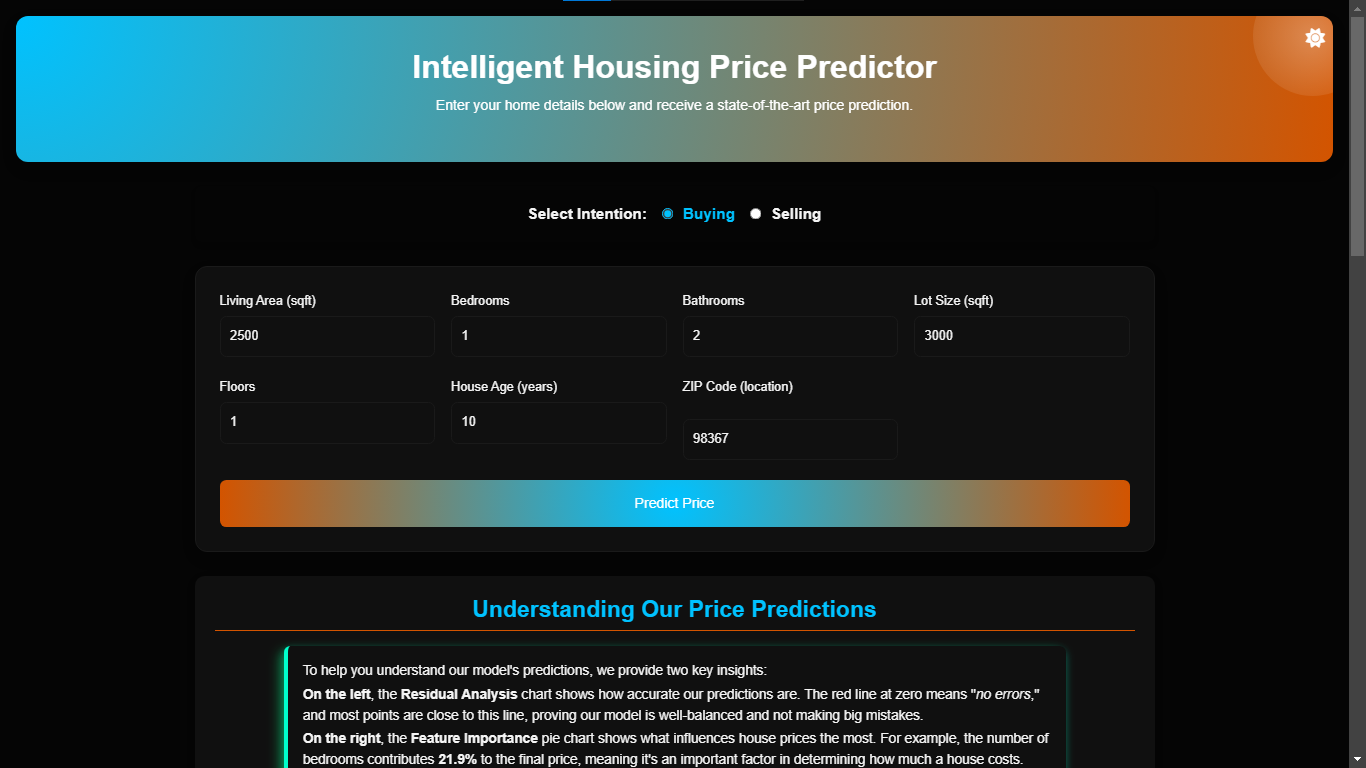 Intelligent Housing Price Predictor
Enter your home details below and receive a state-of-the-art price prediction.
Select Intention: Buying Selling
Living Area (sqft) Bedrooms Bathrooms Lot Size (sqft)
2500 1 2 3000
Floors House Age (years) ZIP Code (location)
1 10 98367
Predict Price
Understanding Our Price Predictions
To help you understand our model's predictions, we provide two key insights:
On the left, the Residual Analysis chart shows how accurate our predictions are. The red line at zero means "no errors,"
and most points are close to this line, proving our model is well-balanced and not making big mistakes.
On the right, the Feature Importance pie chart shows what influences house prices the most. For example, the number of
bedrooms contributes 21.9% to the final price, meaning it's an important factor in determining how much a house costs.